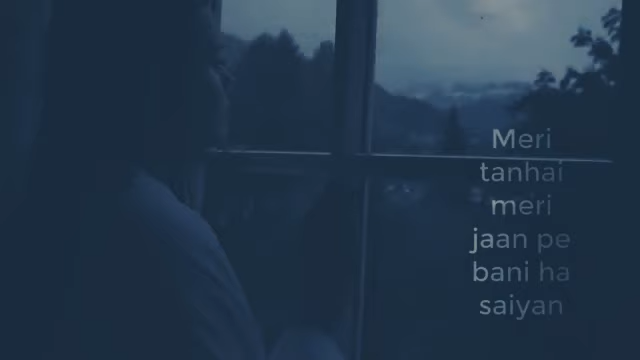 Meri
tanhai
meri
jaan pe
bani ha
saiyan